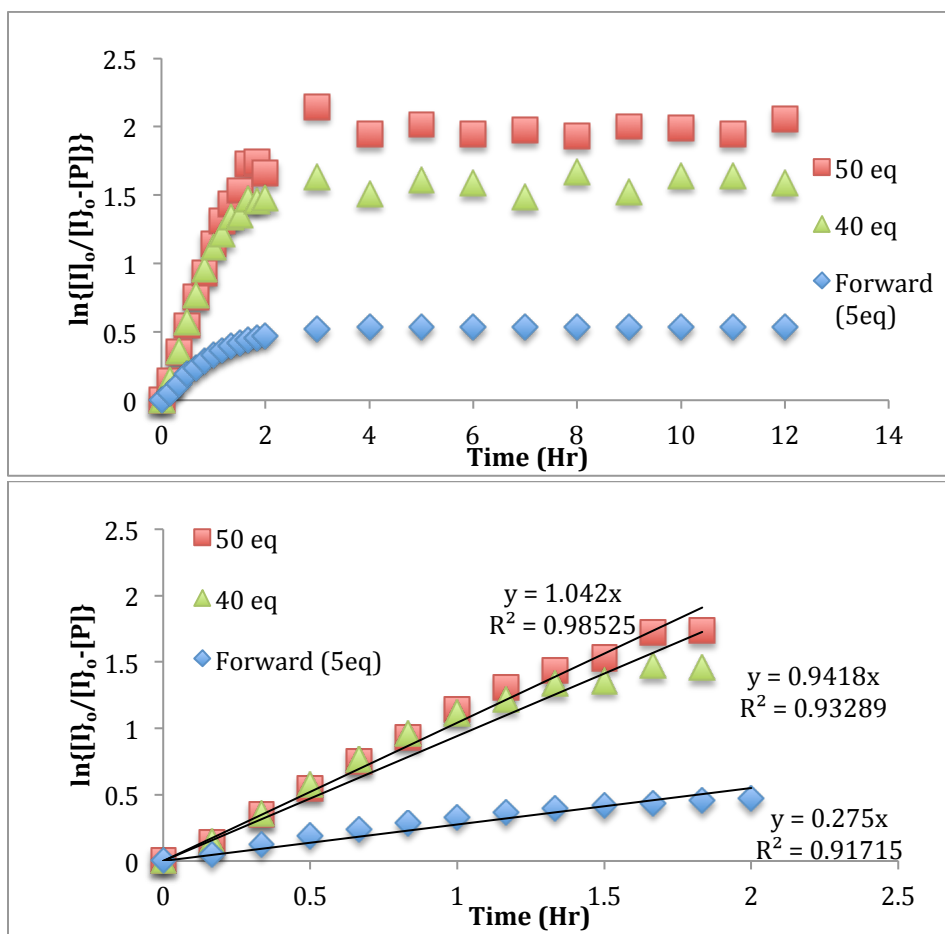 2.5
2
1.5
1
0.5
0
ln{[I]ₒ/[I}ₒ-[P]}}
50 eq
40 eq
Forward
(5eq)
0 2 4 6 8 10 12 14
Time (Hr)
2.5
2
1.5
1
0.5
0
ln{[I}ₒ/[I}ₒ-[P]}
50 eq
40 eq
Forward (5eq)
y = 1.042x
R² = 0.98525
y = 0.9418x
R² = 0.93289
y = 0.275x
R² = 0.91715
0 0.5 1 1.5 2 2.5
Time (Hr)